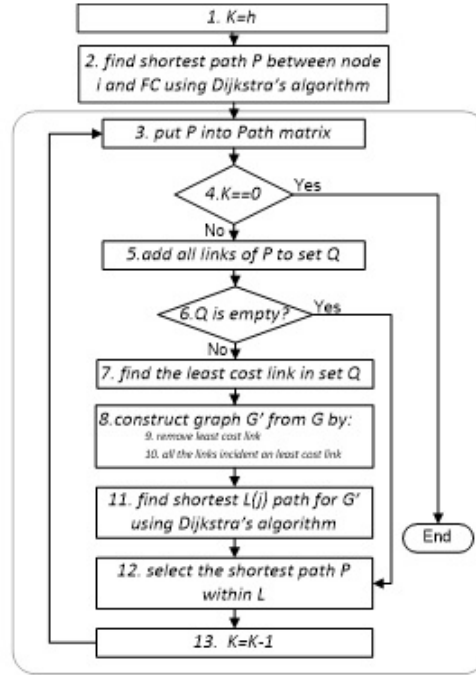 1. K=h
2. find shortest path P between node
i and FC using Dijkstra's algorithm
3. put P into Path matrix
4.K==0
Yes
No
5.add all links of P to set Q
6.Q is empty?
Yes
No
7. find the least cost link in set Q
8.construct graph G' from G by:
9. remove least cost link
10. all the links incident on least cost link
11. find shortest L(j) path for G'
using Dijkstra's algorithm
End
12. select the shortest path P
within L
13. K=K-1